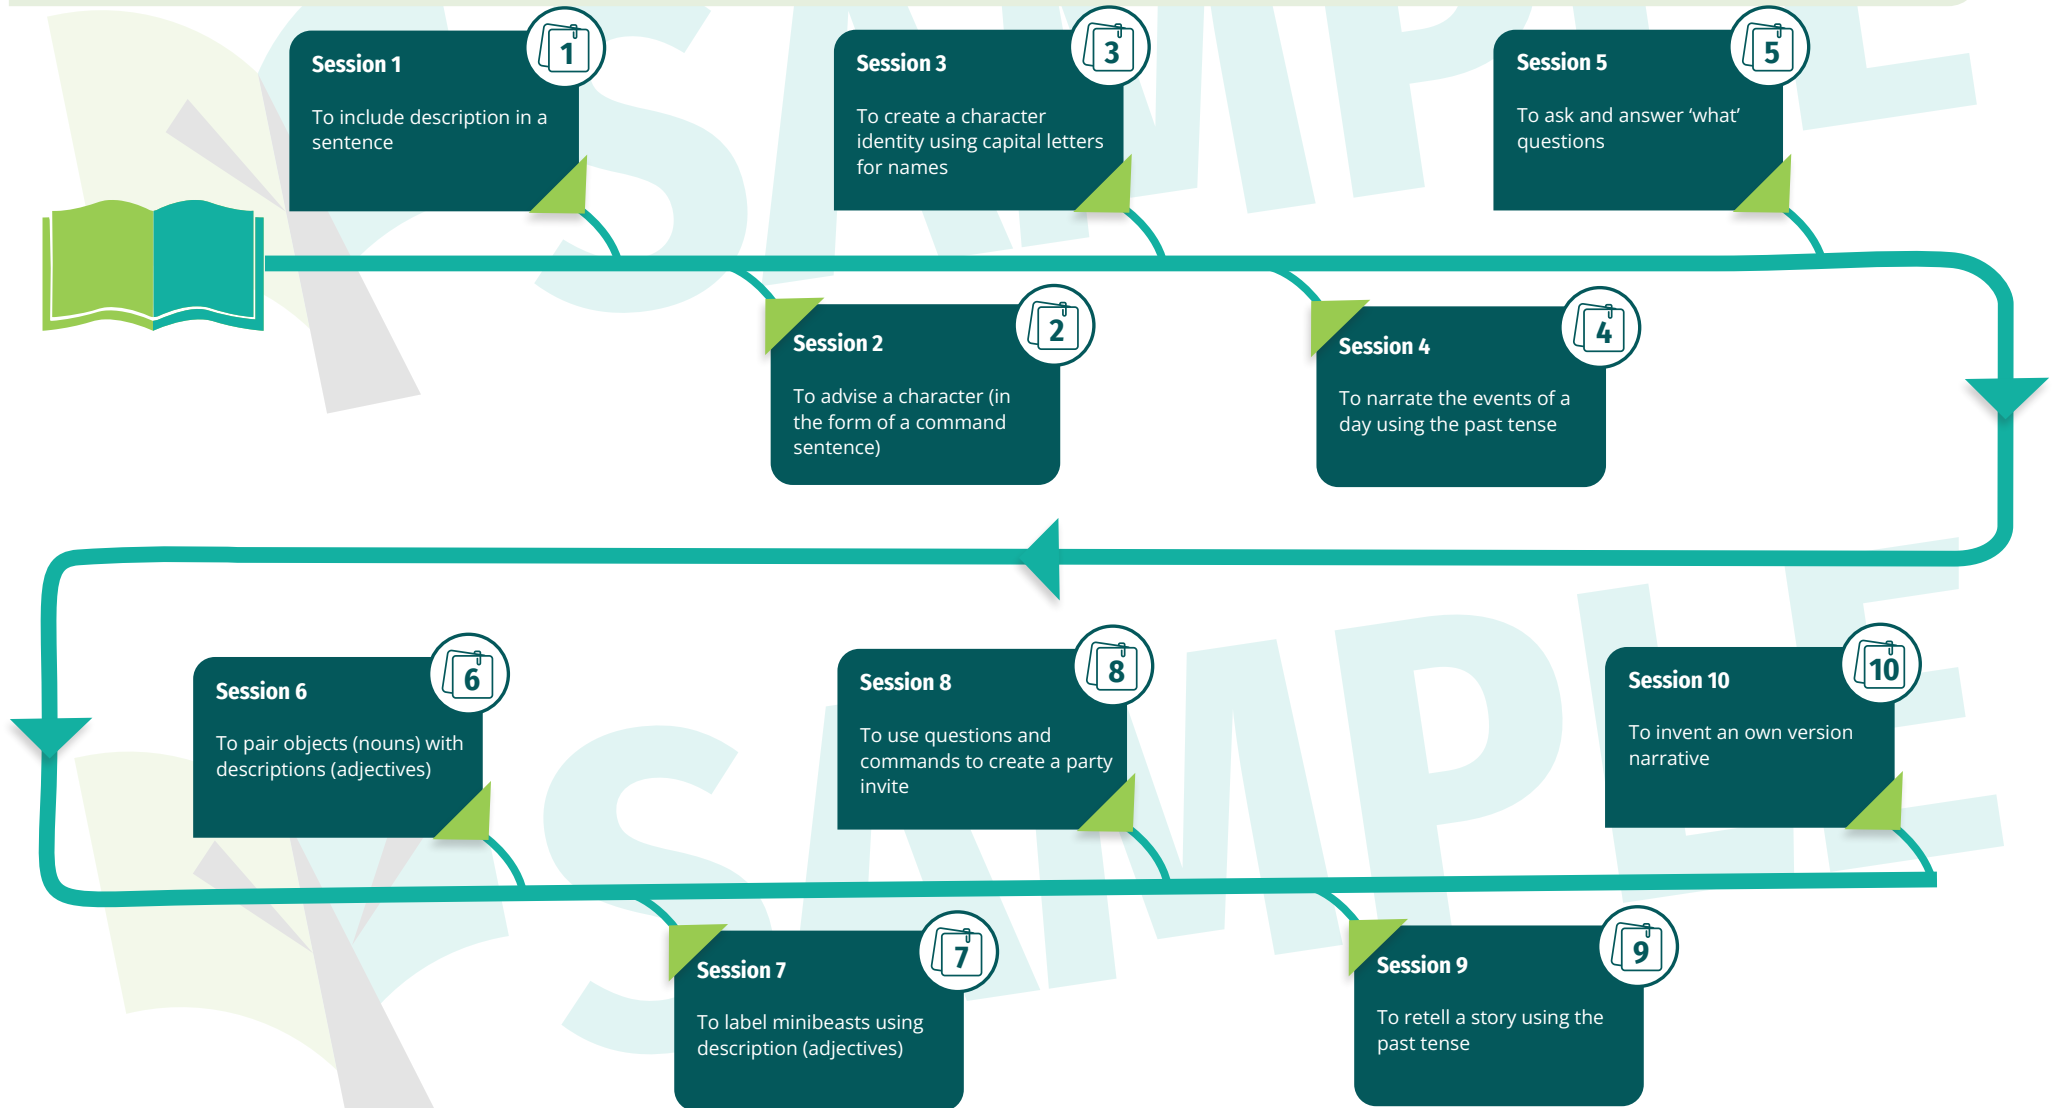 Session 1
1
To include description in a
sentence
Session 2
2
To advise a character (in
the form of a command
sentence)
Session 3
3
To create a character
identity using capital letters
for names
Session 4
4
To narrate the events of a
day using the past tense
Session 5
5
To ask and answer ‘what’
questions
Session 6
6
To pair objects (nouns) with
descriptions (adjectives)
Session 7
7
To label minibeasts using
description (adjectives)
Session 8
8
To use questions and
commands to create a party
invite
Session 9
9
To retell a story using the
past tense
Session 10
10
To invent an own version
narrative
SAMPLE
SAMPLE